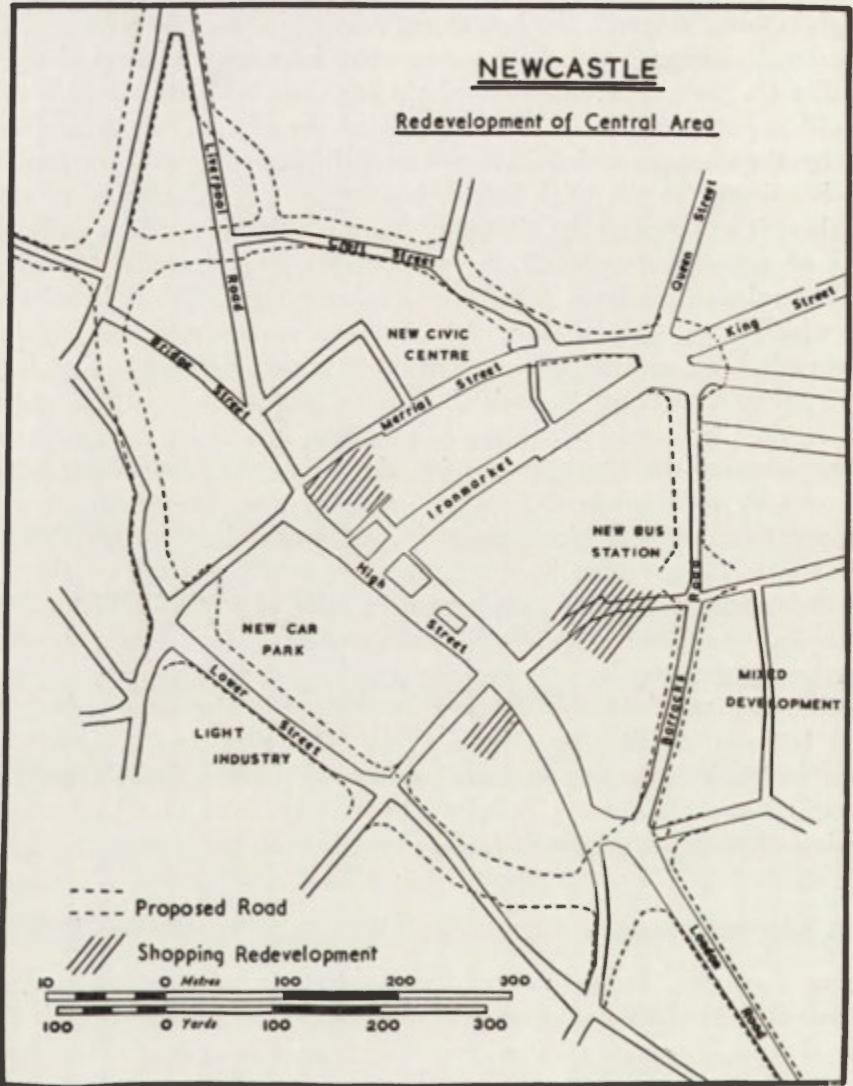 NEWCASTLE
Redevelopment of Central Area
Liverpool
Road
Street
Queen Street
King Street
Bridge Street
NEW CIVIC
CENTRE
Merrial Street
Ironmarket
NEW BUS
STATION
High
Street
Road
Barracks
NEW CAR
PARK
Lower
Street
LIGHT
INDUSTRY
MIXED
DEVELOPMENT
London
Road
Proposed Road
Shopping Redevelopment
10 0 Metres 100 200 300
100 0 Yards 100 200 300